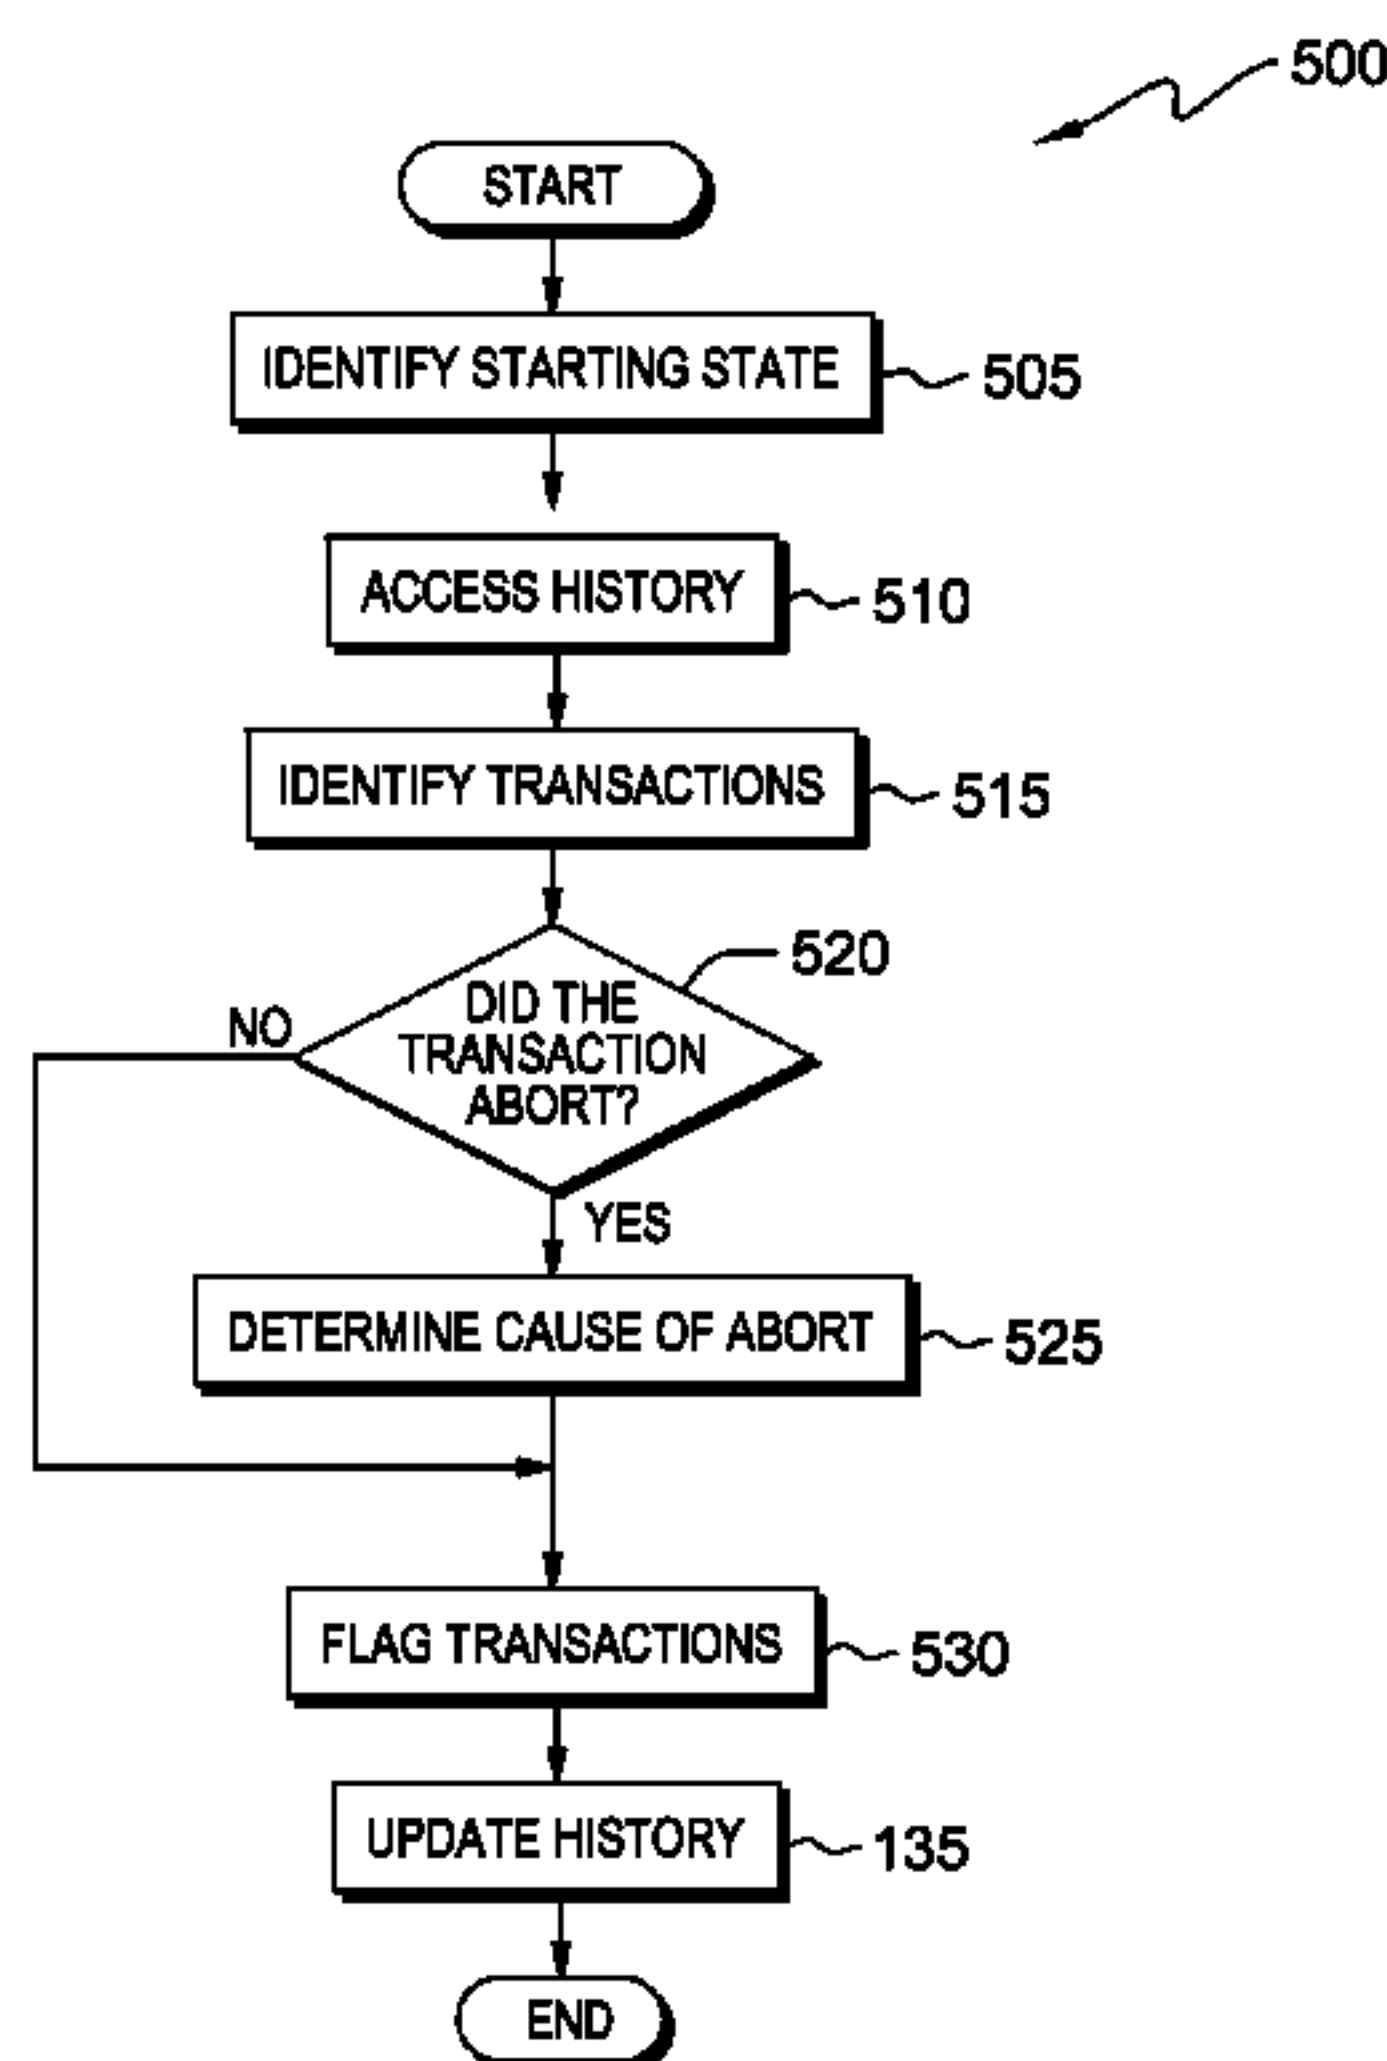 500
START
IDENTIFY STARTING STATE
505
ACCESS HISTORY
510
IDENTIFY TRANSACTIONS
515
520
DID THE
TRANSACTION
ABORT?
NO
YES
DETERMINE CAUSE OF ABORT
525
FLAG TRANSACTIONS
530
UPDATE HISTORY
135
END